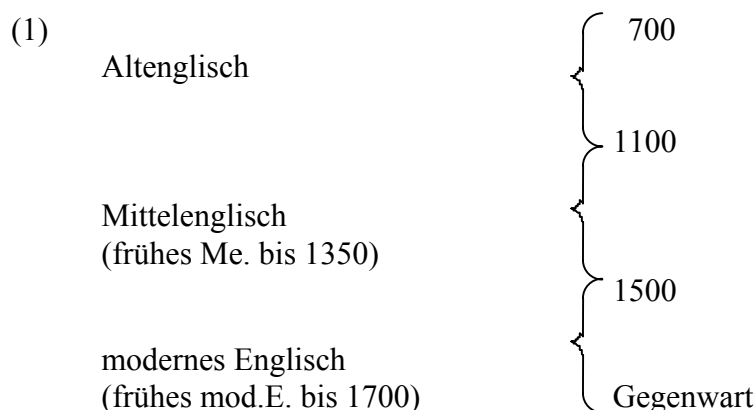 (1) 700
Altenglisch
1100
Mittelenglisch
(frühes Me. bis 1350)
1500
modernes Englisch
(frühes mod.E. bis 1700) Gegenwart